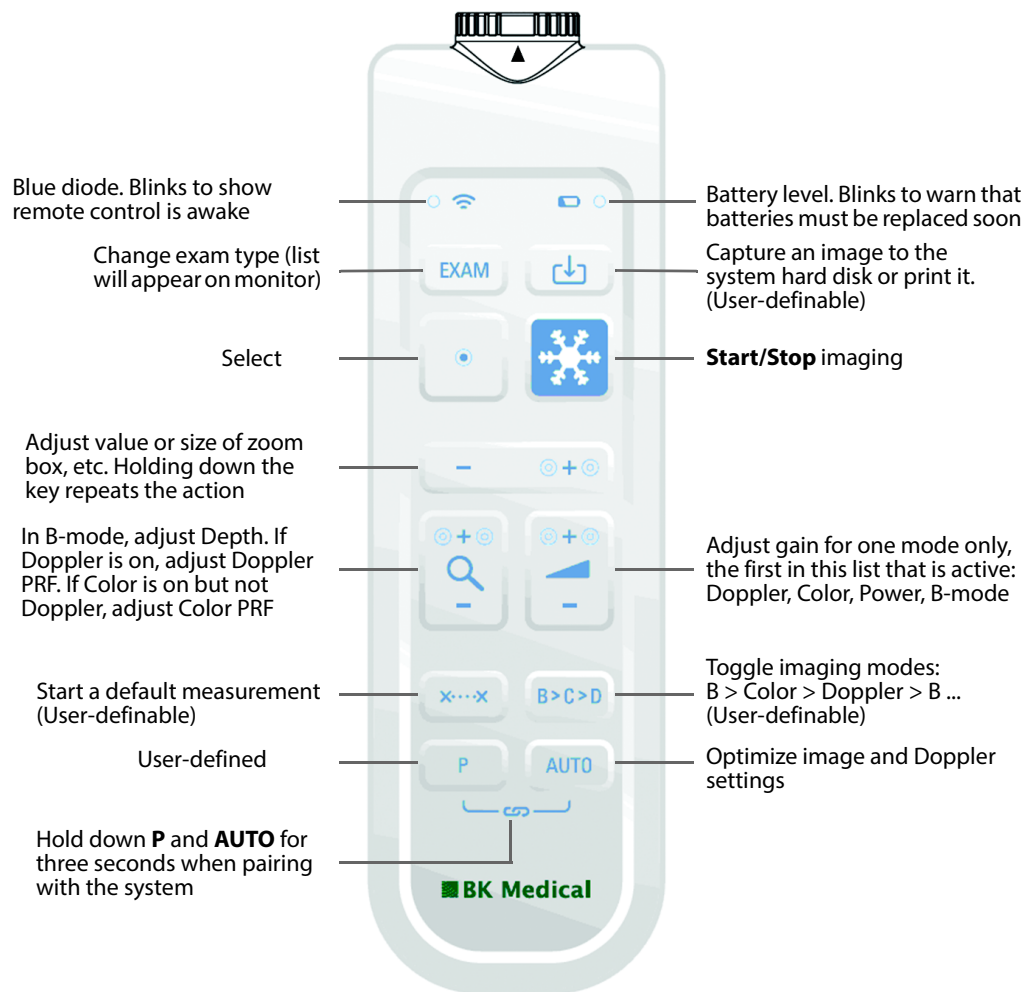 Blue diode. Blinks to show
remote control is awake
Battery level. Blinks to warn that
batteries must be replaced soon
Change exam type (list
will appear on monitor)
EXAM
Capture an image to the
system hard disk or print it.
(User-definable)
Select
Start/Stop imaging
Adjust value or size of zoom
box, etc. Holding down the
key repeats the action
- +
In B-mode, adjust Depth. If
Doppler is on, adjust Doppler
PRF. If Color is on but not
Doppler, adjust Color PRF
+ +
- -
Adjust gain for one mode only,
the first in this list that is active:
Doppler, Color, Power, B-mode
Start a default measurement
(User-definable)
x····x B>C>D
Toggle imaging modes:
B > Color > Doppler > B ...
(User-definable)
User-defined
P AUTO
Optimize image and Doppler
settings
Hold down P and AUTO for
three seconds when pairing
with the system
BK Medical